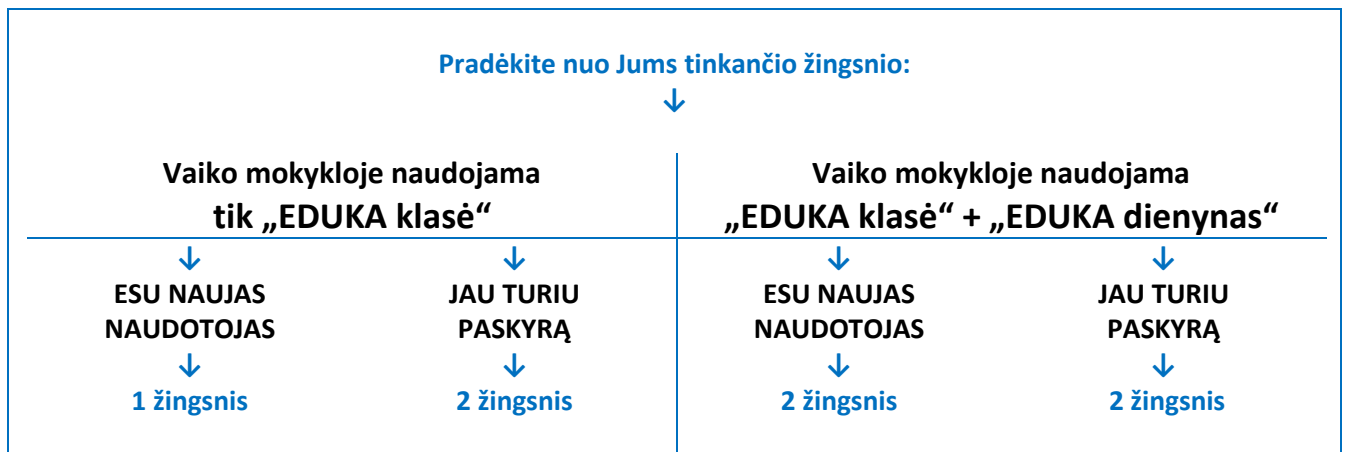 Pradėkite nuo Jums tinkančio žingsnio:
↓
Vaiko mokykloje naudojama
tik „EDUKA klasė“
Vaiko mokykloje naudojama
„EDUKA klasė“ + „EDUKA dienynas“
↓ ↓ ↓ ↓
ESU NAUJAS JAU TURIU ESU NAUJAS JAU TURIU
NAUDOTOJAS PASKYRĄ NAUDOTOJAS PASKYRĄ
↓ ↓ ↓ ↓
1 žingsnis 2 žingsnis 2 žingsnis 2 žingsnis